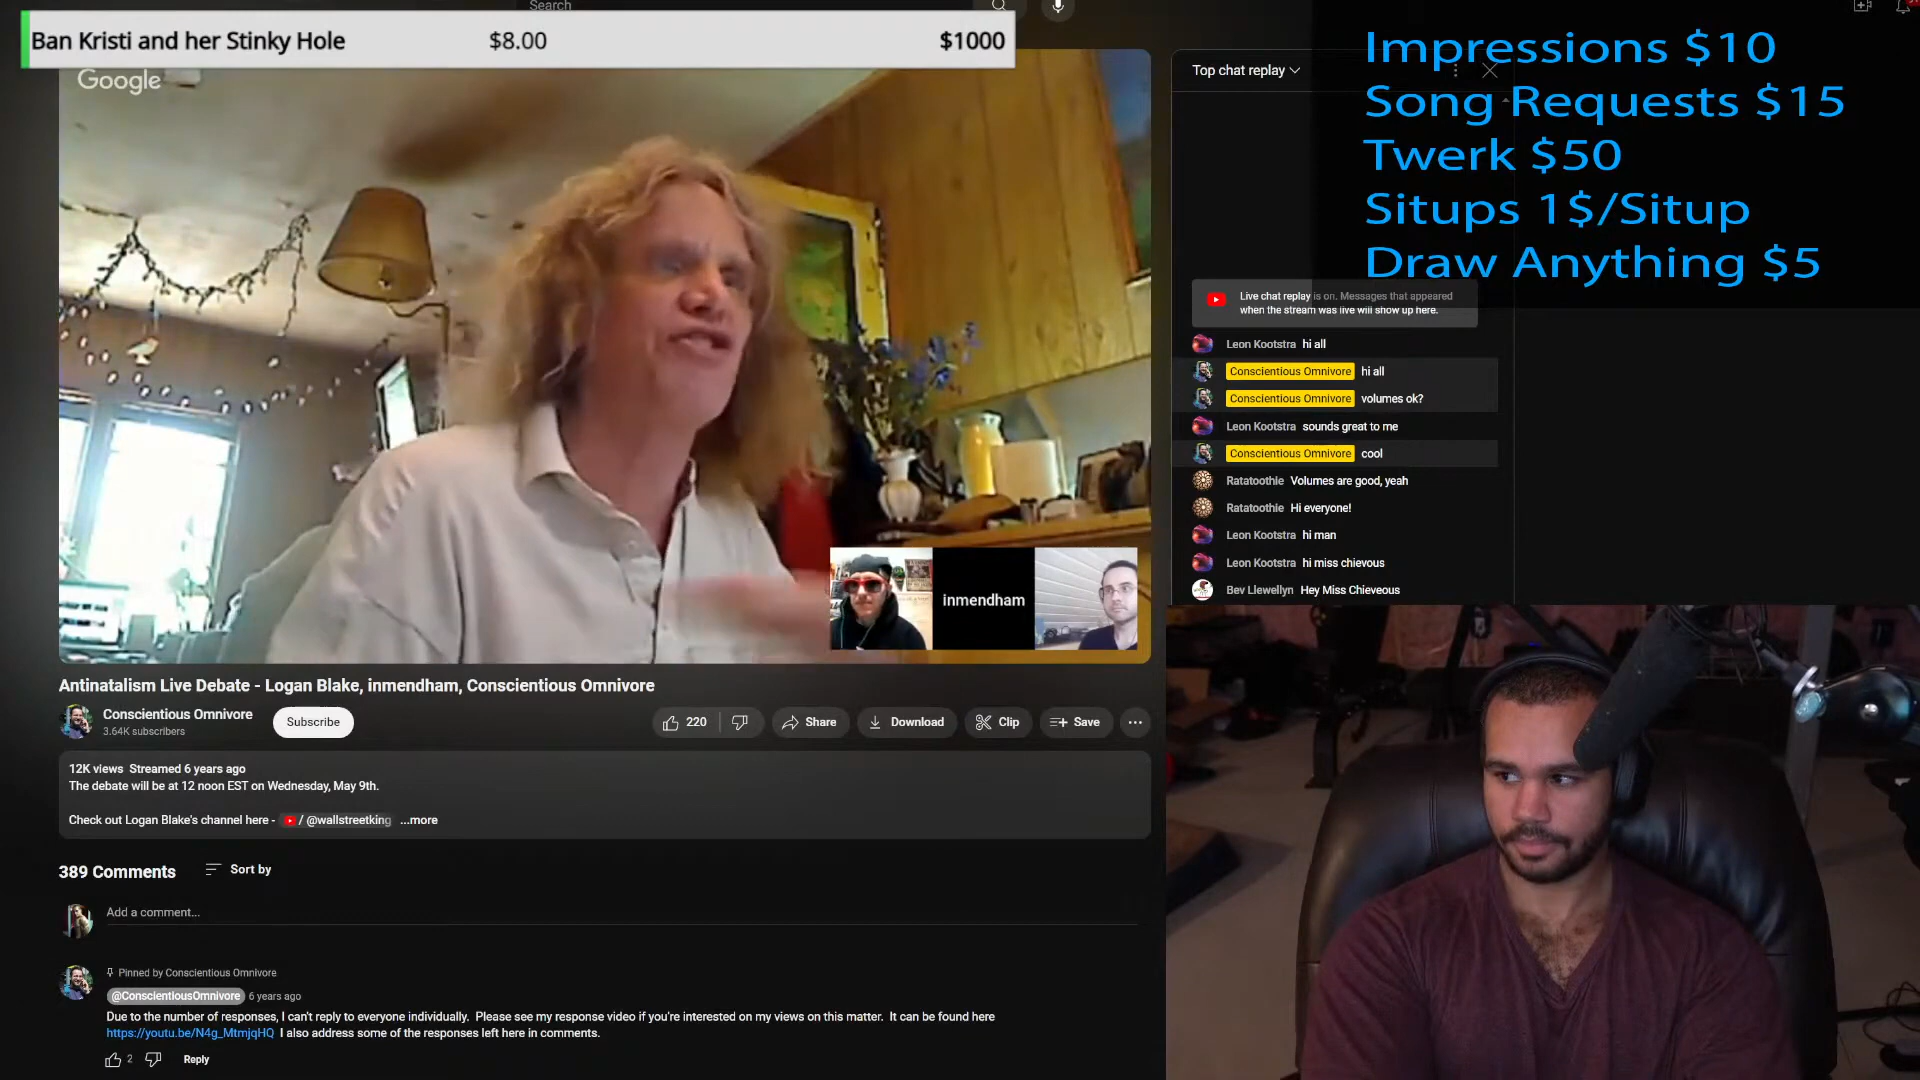 Search
Ban Kristi and her Stinky Hole $8.00 $1000
Google
inmendham
Antinatalism Live Debate - Logan Blake, inmendham, Conscientious Omnivore
Conscientious Omnivore
3.64K subscribers
Subscribe
220
Share
Download
Clip
Save
12K views Streamed 6 years ago
The debate will be at 12 noon EST on Wednesday, May 9th.
Check out Logan Blake's channel here - / @wallstreetking ...more
389 Comments
Sort by
Add a comment...
Pinned by Conscientious Omnivore
@ConscientiousOmnivore 6 years ago
Due to the number of responses, I can't reply to everyone individually. Please see my response video if you're interested on my views on this matter. It can be found here
https://youtu.be/N4g_MtmjqHQ I also address some of the responses left here in comments.
2
Reply
Top chat replay
Impressions $10
Song Requests $15
Twerk $50
Situps 1$/Situp
Draw Anything $5
Live chat replay is on. Messages that appeared
when the stream was live will show up here.
Leon Kootstra hi all
Conscientious Omnivore hi all
Conscientious Omnivore volumes ok?
Leon Kootstra sounds great to me
Conscientious Omnivore cool
Ratatoothie Volumes are good, yeah
Ratatoothie Hi everyone!
Leon Kootstra hi man
Leon Kootstra hi miss chievous
Bev Llewellyn Hey Miss Chieveous